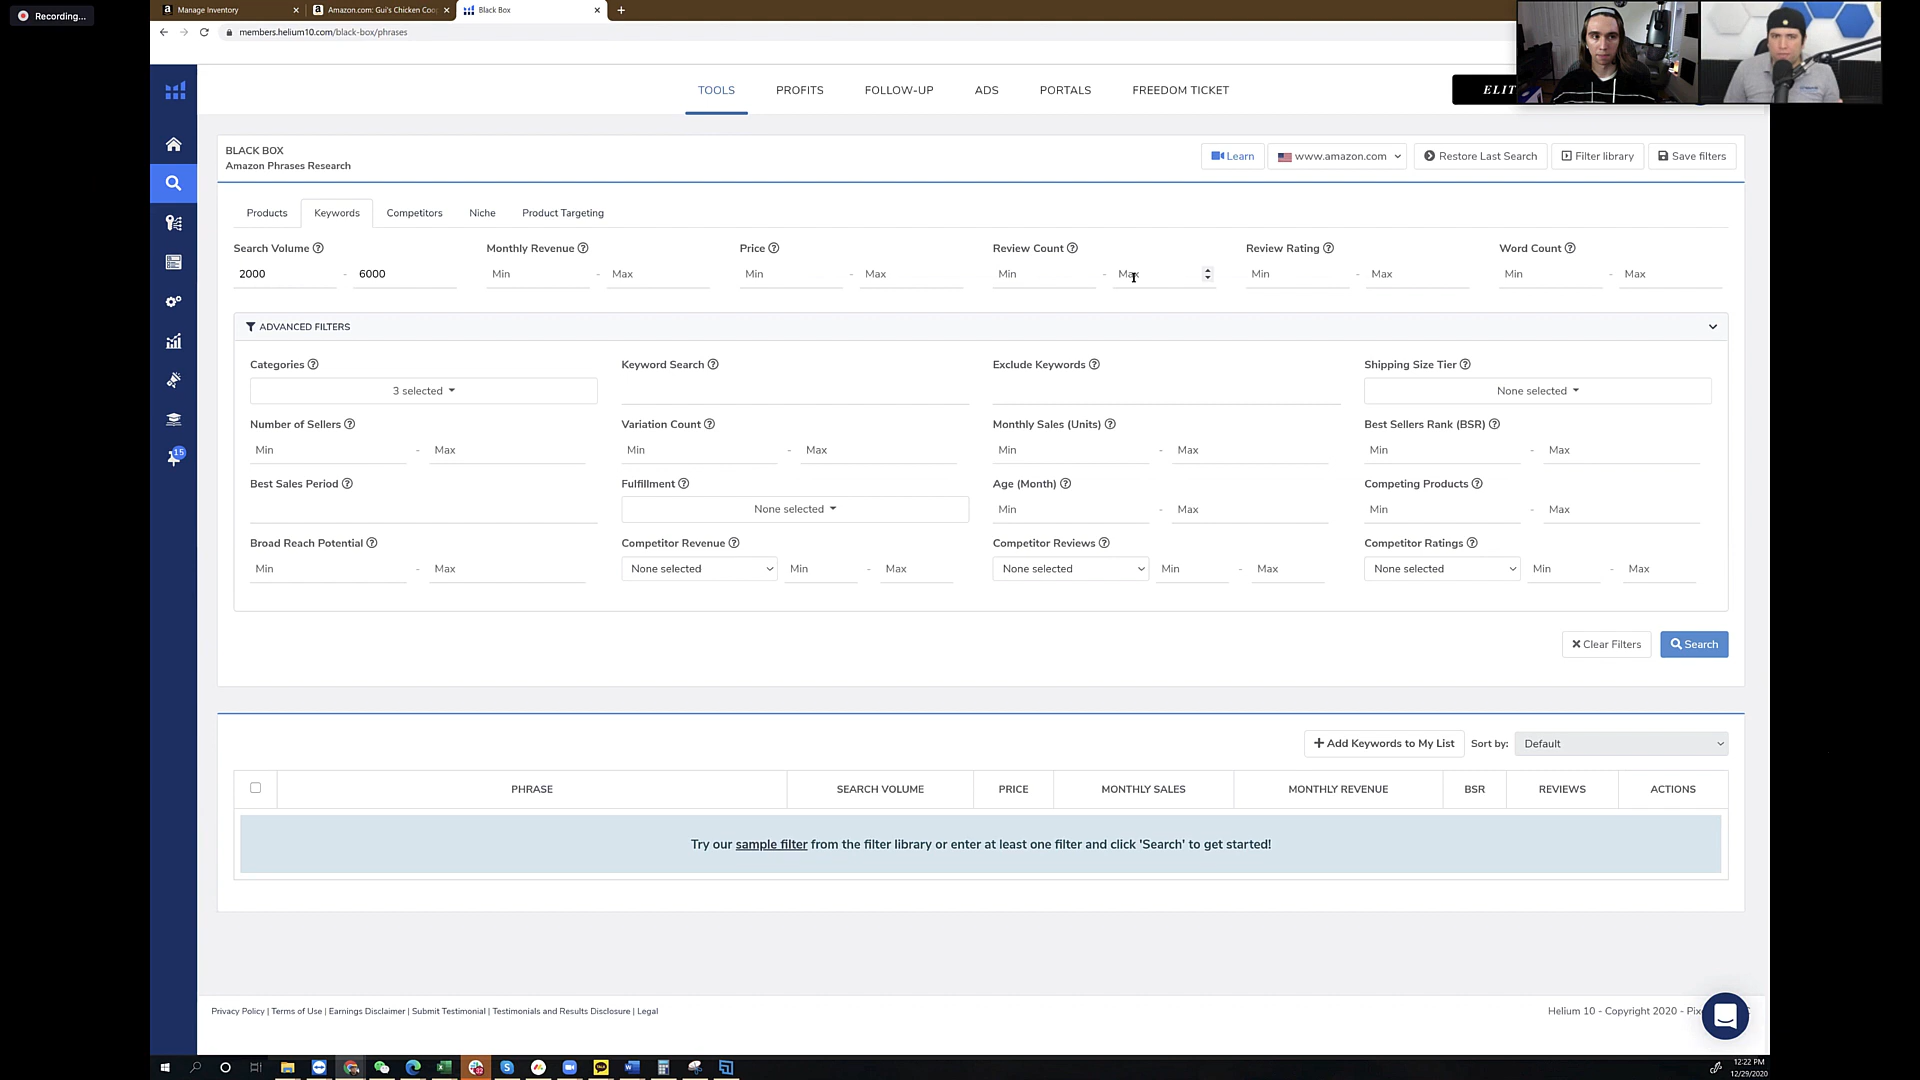 Recording...
Manage Inventory
Amazon.com: Gui's Chicken Coo
Black Box
members.helium10.com/black-box/phrases
TOOLS
PROFITS
FOLLOW-UP
ADS
PORTALS
FREEDOM TICKET
ELIT
BLACK BOX
Amazon Phrases Research
Learn
www.amazon.com
Restore Last Search
Filter library
Save filters
Products
Keywords
Competitors
Niche
Product Targeting
Search Volume
Monthly Revenue
Price
Review Count
Review Rating
Word Count
2000 - 6000
Min - Max
Min - Max
Min - Max
Min - Max
Min - Max
ADVANCED FILTERS
Categories
Keyword Search
Exclude Keywords
Shipping Size Tier
3 selected
None selected
Number of Sellers
Variation Count
Monthly Sales (Units)
Best Sellers Rank (BSR)
Min - Max
Min - Max
Min - Max
Min - Max
Best Sales Period
Fulfillment
Age (Month)
Competing Products
None selected
Min - Max
Min - Max
Broad Reach Potential
Competitor Revenue
Competitor Reviews
Competitor Ratings
Min - Max
None selected
Min - Max
None selected
Min - Max
None selected
Min - Max
Clear Filters
Search
Add Keywords to My List
Sort by:
Default
PHRASE
SEARCH VOLUME
PRICE
MONTHLY SALES
MONTHLY REVENUE
BSR
REVIEWS
ACTIONS
Try our sample filter from the filter library or enter at least one filter and click 'Search' to get started!
15
Privacy Policy | Terms of Use | Earnings Disclaimer | Submit Testimonial | Testimonials and Results Disclosure | Legal
Helium 10 - Copyright 2020 - Pix
12:22 PM
12/29/2020